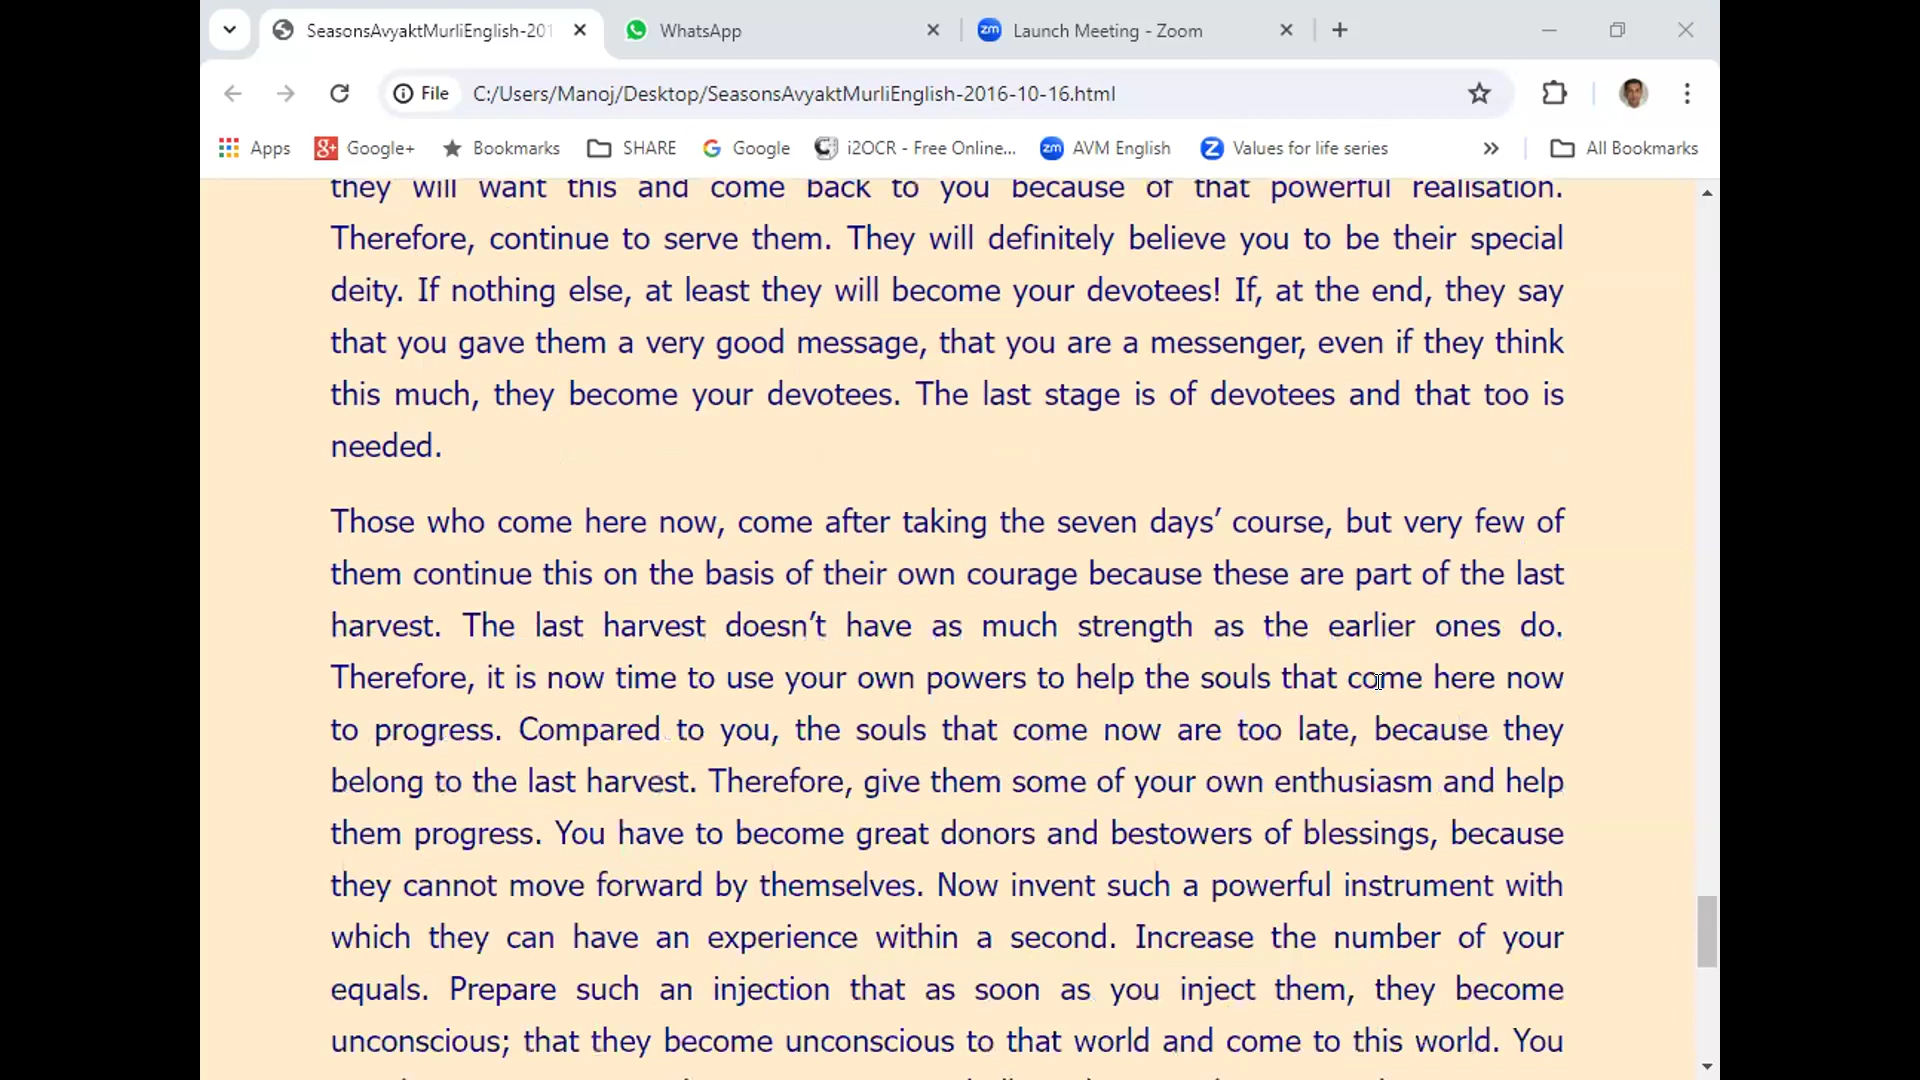 SeasonsAvyaktMurliEnglish-201
WhatsApp
Launch Meeting - Zoom
File
C:/Users/Manoj/Desktop/SeasonsAvyaktMurliEnglish-2016-10-16.html
Apps
Google+
Bookmarks
SHARE
Google
i2OCR - Free Online...
AVM English
Values for life series
All Bookmarks
they will want this and come back to you because of that powerful realisation.
Therefore, continue to serve them. They will definitely believe you to be their special
deity. If nothing else, at least they will become your devotees! If, at the end, they say
that you gave them a very good message, that you are a messenger, even if they think
this much, they become your devotees. The last stage is of devotees and that too is
needed.
Those who come here now, come after taking the seven days’ course, but very few of
them continue this on the basis of their own courage because these are part of the last
harvest. The last harvest doesn’t have as much strength as the earlier ones do.
Therefore, it is now time to use your own powers to help the souls that come here now
to progress. Compared to you, the souls that come now are too late, because they
belong to the last harvest. Therefore, give them some of your own enthusiasm and help
them progress. You have to become great donors and bestowers of blessings, because
they cannot move forward by themselves. Now invent such a powerful instrument with
which they can have an experience within a second. Increase the number of your
equals. Prepare such an injection that as soon as you inject them, they become
unconscious; that they become unconscious to that world and come to this world. You